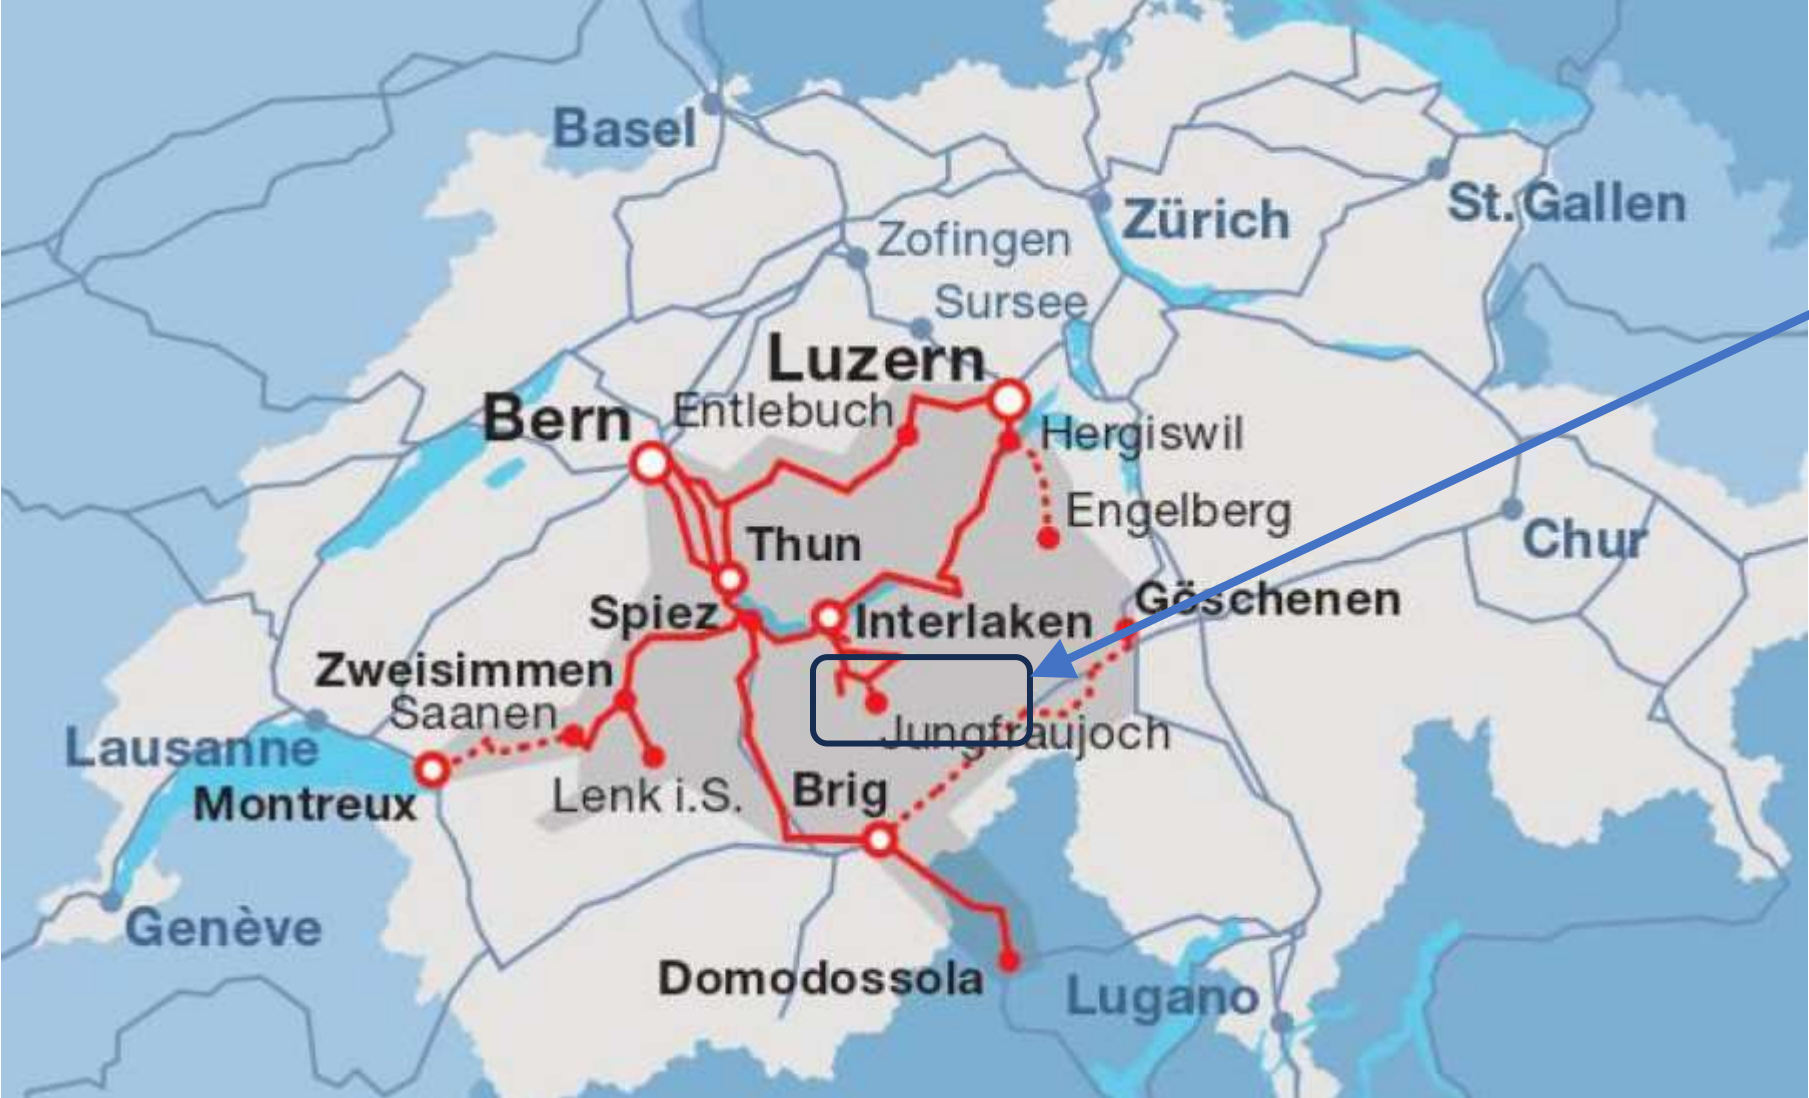 Basel
Zürich
St. Gallen
Zofingen
Sursee
Luzern
Entlebuch
Bern
Hergiswil
Engelberg
Thun
Chur
Spiez
Interlaken
Göschenen
Zweisimmen
Saanen
Lausanne
Jungfraujoch
Montreux
Lenk i.S.
Brig
Genève
Domodossola
Lugano